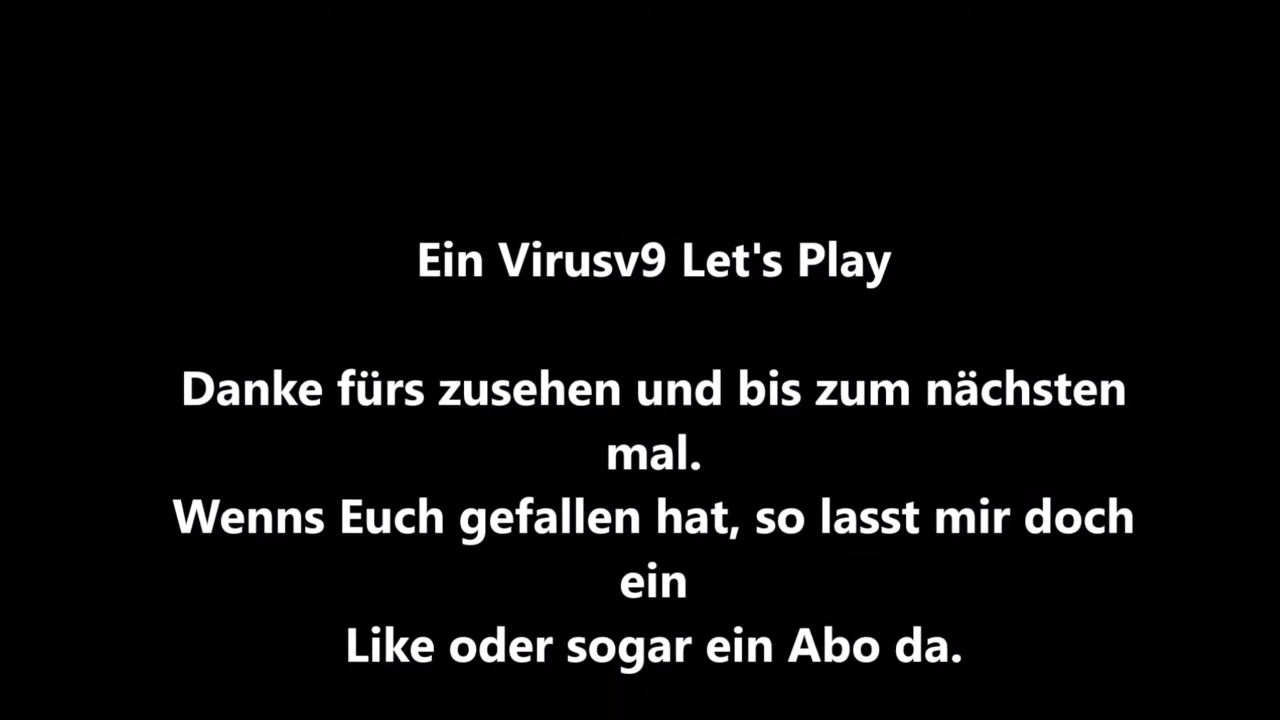 Ein Virusv9 Let's Play
Danke fürs zusehen und bis zum nächsten
mal.
Wenns Euch gefallen hat, so lasst mir doch
ein
Like oder sogar ein Abo da.